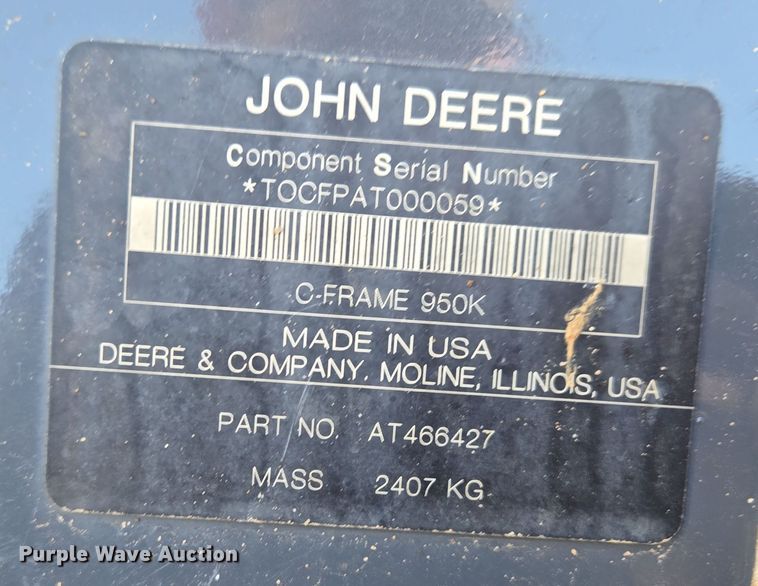 JOHN DEERE
Component Serial Number
*TOCFPAT000059*
C-FRAME 950K
MADE IN USA
DEERE & COMPANY, MOLINE, ILLINOIS, USA
PART NO. AT466427
MASS 2407 KG
Purple Wave Auction